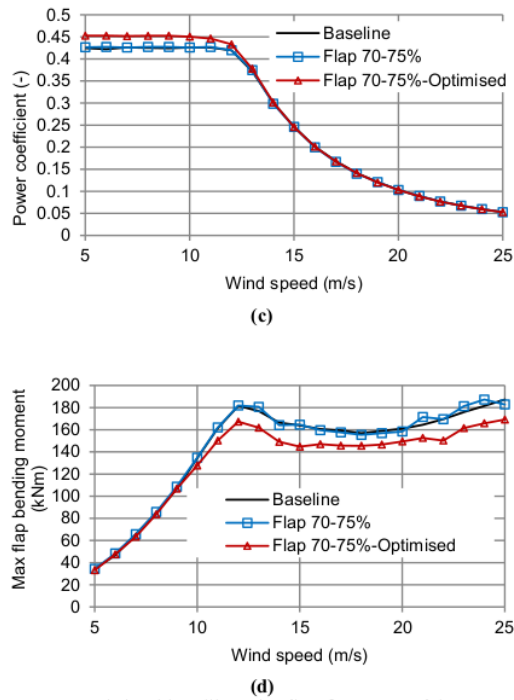 0.5
0.45
0.4
0.35
0.3
0.25
0.2
0.15
0.1
0.05
0
Power coefficient (-)
Baseline
Flap 70-75%
Flap 70-75%-Optimised
5 10 15 20 25
Wind speed (m/s)
(c)
200
180
160
140
120
100
80
60
40
20
0
Max flap bending moment
(kNm)
Baseline
Flap 70-75%
Flap 70-75%-Optimised
5 10 15 20 25
Wind speed (m/s)
(d)